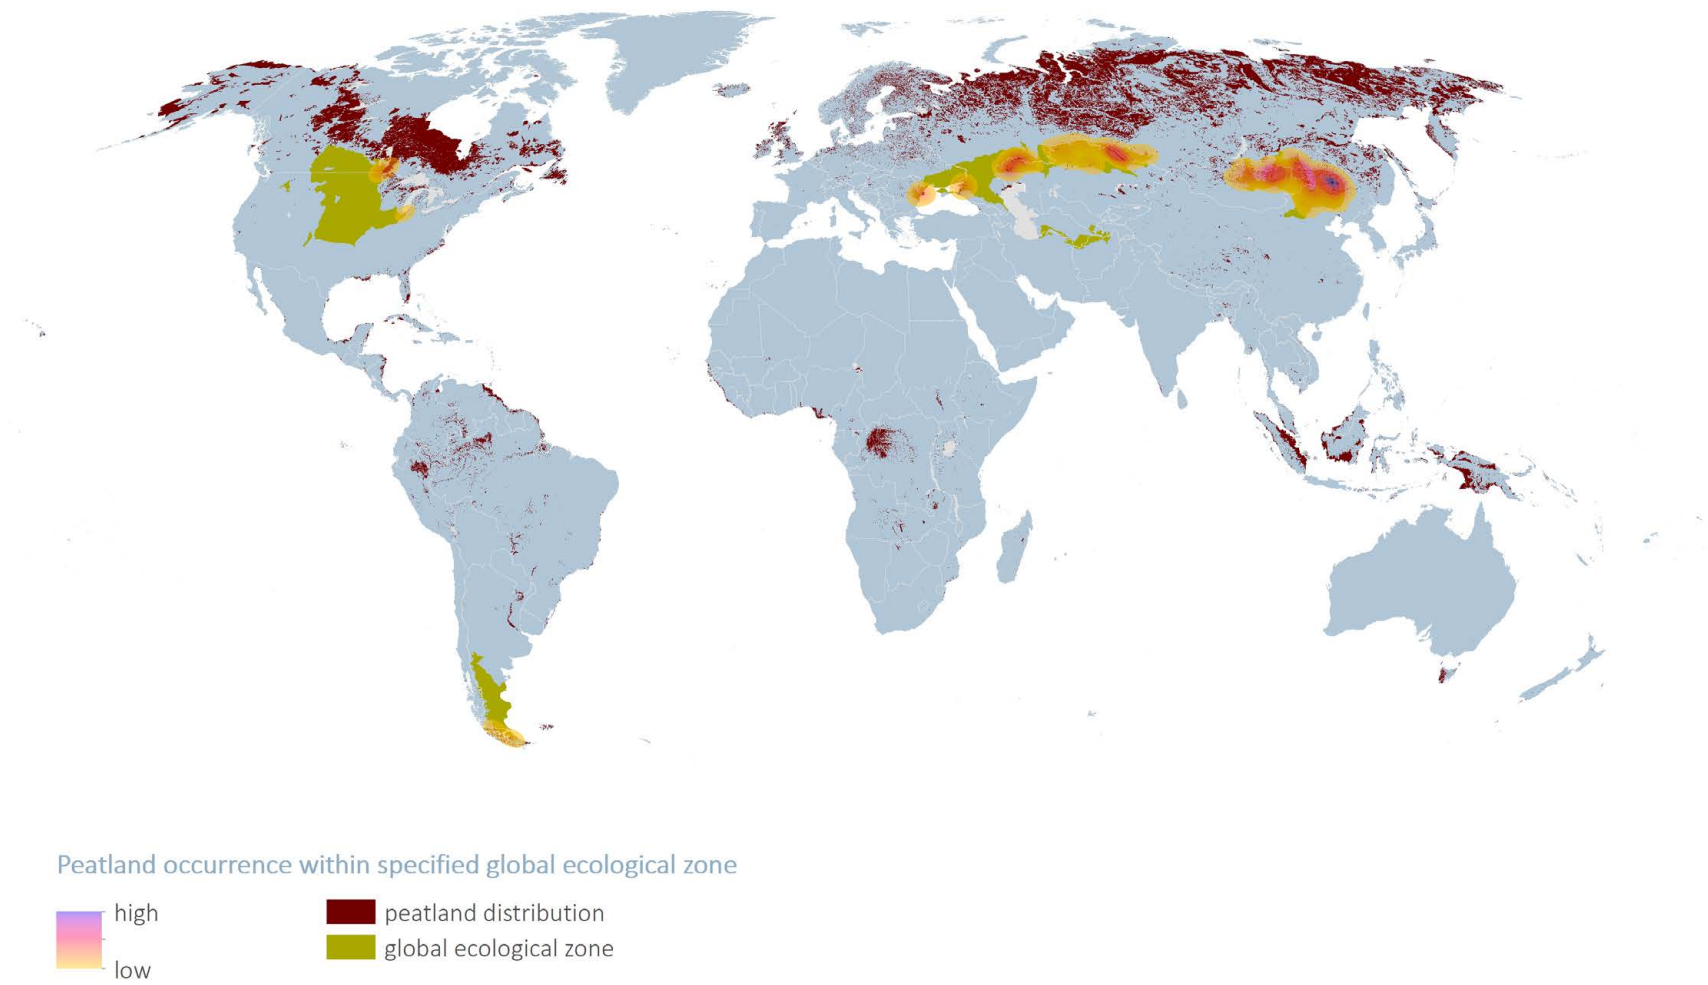 Peatland occurrence within specified global ecological zone
high
peatland distribution
global ecological zone
low